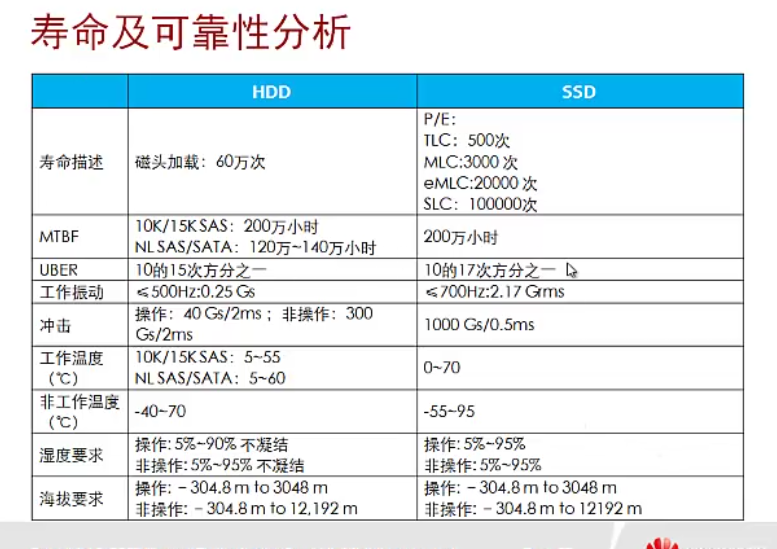 寿命及可靠性分析
HDD
SSD
寿命描述
磁头加载：60万次
P/E：
TLC：500次
MLC:3000 次
eMLC:20000 次
SLC：100000次
MTBF
10K/15K SAS：200万小时
NL SAS/SATA：120万~140万小时
200万小时
UBER
10的15次方分之一
10的17次方分之一
工作振动
≤500Hz:0.25 Gs
≤700Hz:2.17 Grms
冲击
操作：40 Gs/2ms ；非操作：300
Gs/2ms
1000 Gs/0.5ms
工作温度
（℃）
10K/15K SAS：5~55
NL SAS/SATA：5~60
0~70
非工作温度
（℃）
-40~70
-55~95
湿度要求
操作: 5%~90% 不凝结
非操作: 5%~95% 不凝结
操作: 5%~95%
非操作: 5%~95%
海拔要求
操作: – 304.8 m to 3048 m
非操作: – 304.8 m to 12,192 m
操作: – 304.8 m to 3048 m
非操作: – 304.8 m to 12192 m